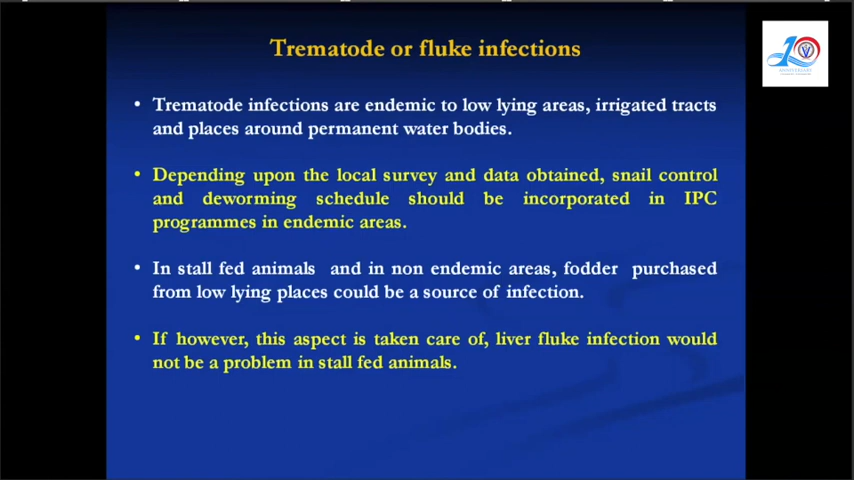 Trematode or fluke infections
• Trematode infections are endemic to low lying areas, irrigated tracts
and places around permanent water bodies.
• Depending upon the local survey and data obtained, snail control
and deworming schedule should be incorporated in IPC
programmes in endemic areas.
• In stall fed animals and in non endemic areas, fodder purchased
from low lying places could be a source of infection.
• If however, this aspect is taken care of, liver fluke infection would
not be a problem in stall fed animals.
10
ANNIVERSARY